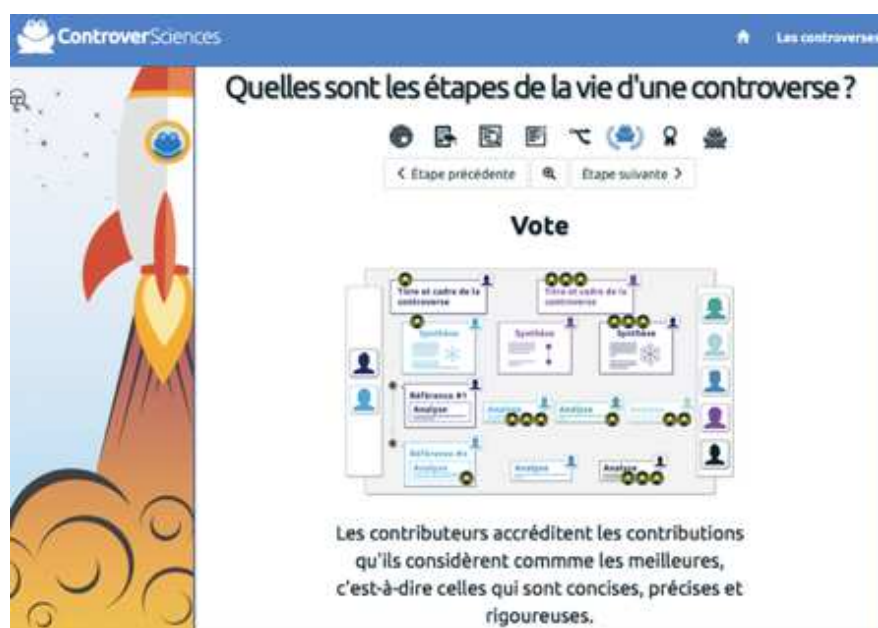 ControverSciences
Les controverses
Quelles sont les étapes de la vie d'une controverse ?
< Étape précédente
Étape suivante >
Vote
Titre et cadre de la
controverse
Titre et cadre de la
controverse
Synthèse
Synthèse
Synthèse
Référence #1
Analyse
Analyse
Analyse
Analyse
Analyse
Analyse
Les contributeurs accréditent les contributions
qu'ils considèrent commme les meilleures,
c'est-à-dire celles qui sont concises, précises et
rigoureuses.